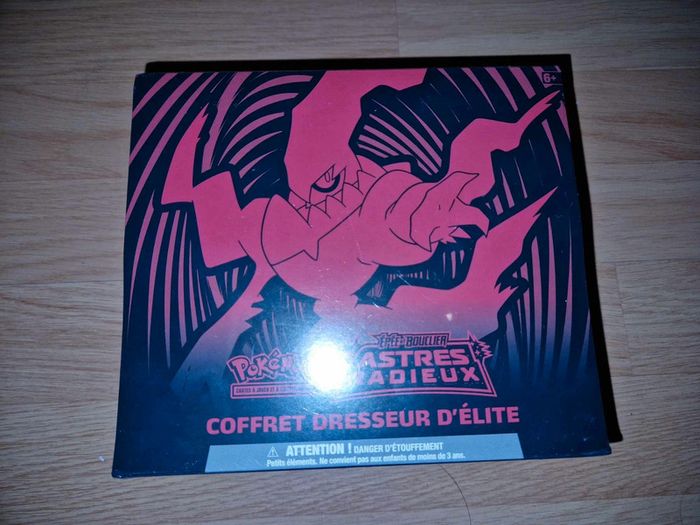 6+
POKÉM
ÉPÉE ET BOUCLIER
ASTRES
ADIEUX
COFFRET DRESSEUR D'ÉLITE
ATTENTION ! DANGER D'ÉTOUFFEMENT
Petits éléments. Ne convient pas aux enfants de moins de 3 ans.